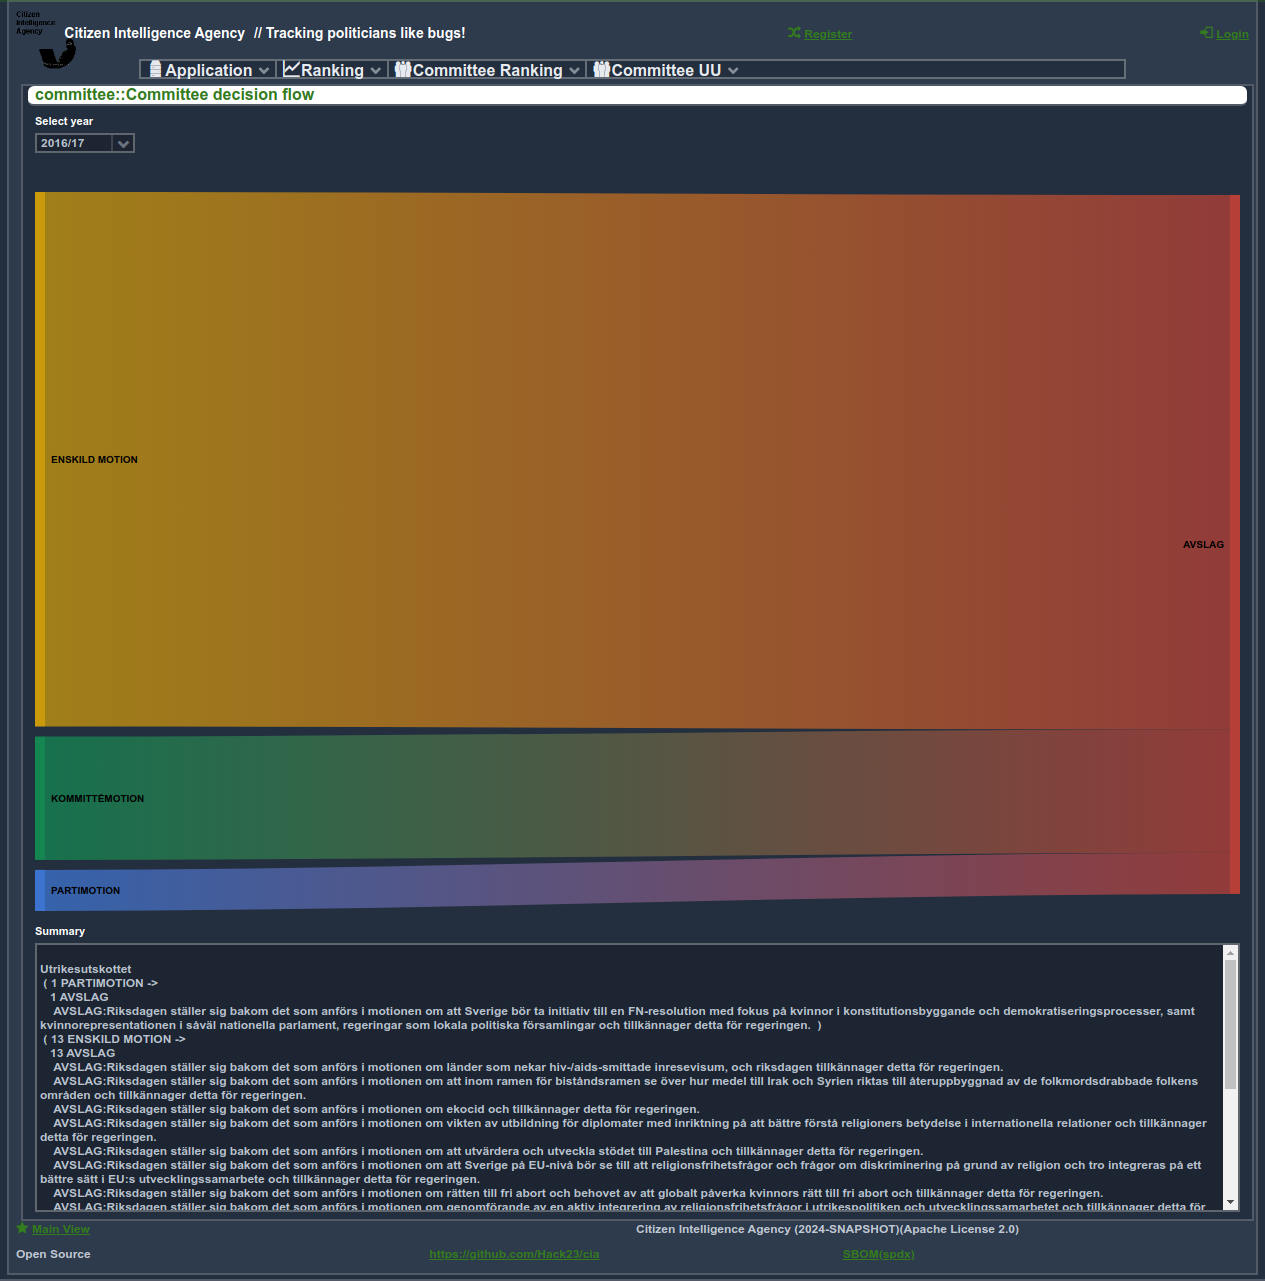 Citizen
Intelligence
Agency
Citizen Intelligence Agency // Tracking politicians like bugs!
Register
Login
Application
Ranking
Committee Ranking
Committee UU
committee::Committee decision flow
Select year
2016/17
ENSKILD MOTION
AVSLAG
KOMMITTÉMOTION
PARTIMOTION
Summary
Utrikesutskottet
( 1 PARTIMOTION ->
1 AVSLAG
AVSLAG:Riksdagen ställer sig bakom det som anförs i motionen om att Sverige bör ta initiativ till en FN-resolution med fokus på kvinnor i konstitutionsbyggande och demokratiseringsprocesser, samt
kvinnorepresentationen i såväl nationella parlament, regeringar som lokala politiska församlingar och tillkännager detta för regeringen. )
( 13 ENSKILD MOTION ->
13 AVSLAG
AVSLAG:Riksdagen ställer sig bakom det som anförs i motionen om länder som nekar hiv-/aids-smittade inresevisum, och riksdagen tillkännager detta för regeringen.
AVSLAG:Riksdagen ställer sig bakom det som anförs i motionen om att inom ramen för biståndsramen se över hur medel till Irak och Syrien riktas till återuppbyggnad av de folkmordsdrabbade folkens
områden och tillkännager detta för regeringen.
AVSLAG:Riksdagen ställer sig bakom det som anförs i motionen om ekocid och tillkännager detta för regeringen.
AVSLAG:Riksdagen ställer sig bakom det som anförs i motionen om vikten av utbildning för diplomater med inriktning på att bättre förstå religioners betydelse i internationella relationer och tillkännager
detta för regeringen.
AVSLAG:Riksdagen ställer sig bakom det som anförs i motionen om att utvärdera och utveckla stödet till Palestina och tillkännager detta för regeringen.
AVSLAG:Riksdagen ställer sig bakom det som anförs i motionen om att Sverige på EU-nivå bör se till att religionsfrihetsfrågor och frågor om diskriminering på grund av religion och tro integreras på ett
bättre sätt i EU:s utvecklingssamarbete och tillkännager detta för regeringen.
AVSLAG:Riksdagen ställer sig bakom det som anförs i motionen om rätten till fri abort och behovet av att globalt påverka kvinnors rätt till fri abort och tillkännager detta för regeringen.
AVSLAG:Riksdagen ställer sig bakom det som anförs i motionen om genomförande av en aktiv integrering av religionsfrihetsfrågor i utrikespolitiken och utvecklingssamarbetet och tillkännager detta för
Main View
Citizen Intelligence Agency (2024-SNAPSHOT)(Apache License 2.0)
Open Source
https://github.com/Hack23/cia
SBOM(spdx)